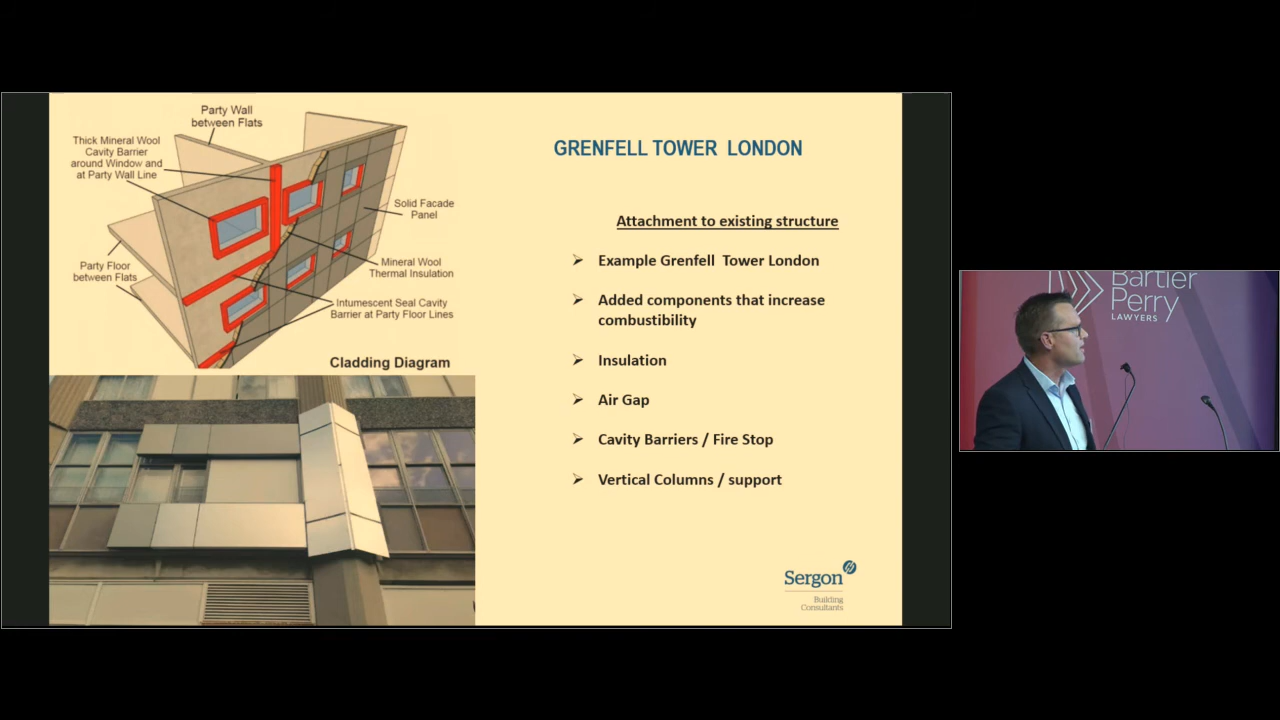 Party Wall
between Flats
Thick Mineral Wool
Cavity Barrier
around Window and
at Party Wall Line
Solid Facade
Panel
Party Floor
between Flats
Mineral Wool
Thermal Insulation
Intumescent Seal Cavity
Barrier at Party Floor Lines
Cladding Diagram
GRENFELL TOWER LONDON
Attachment to existing structure
➢ Example Grenfell Tower London
➢ Added components that increase
combustibility
➢ Insulation
➢ Air Gap
➢ Cavity Barriers / Fire Stop
➢ Vertical Columns / support
Sergon
Building
Consultants
Bartier
Perry
LAWYERS